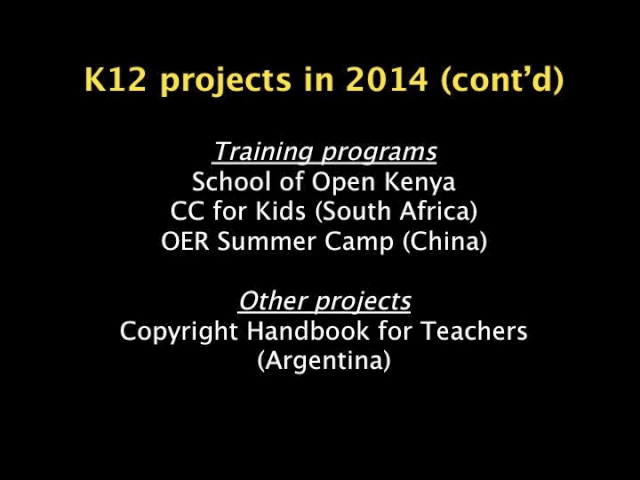 K12 projects in 2014 (cont’d)
Training programs
School of Open Kenya
CC for Kids (South Africa)
OER Summer Camp (China)
Other projects
Copyright Handbook for Teachers
(Argentina)